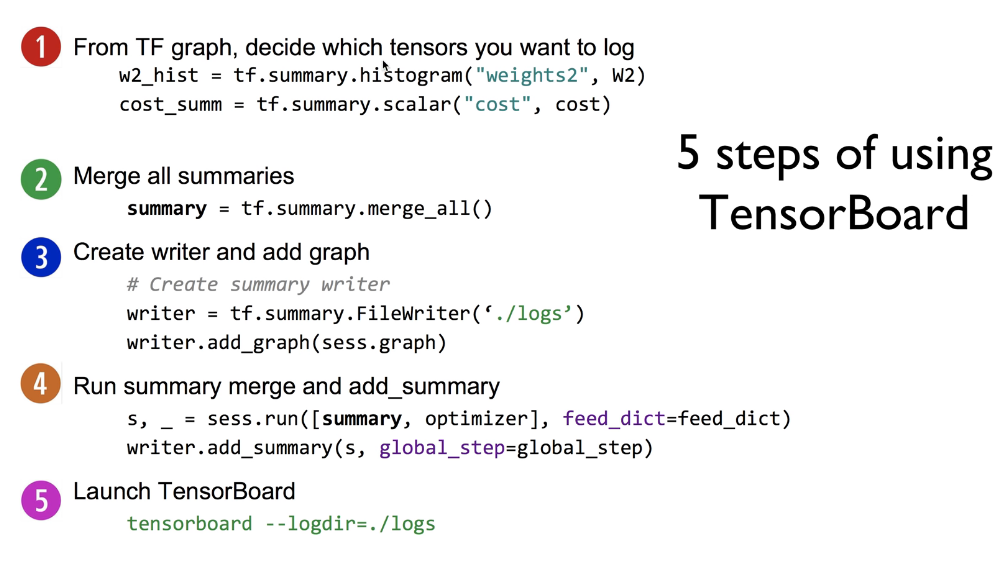 1 From TF graph, decide which tensors you want to log
w2_hist = tf.summary.histogram("weights2", W2)
cost_summ = tf.summary.scalar("cost", cost)
5 steps of using
TensorBoard
2 Merge all summaries
summary = tf.summary.merge_all()
3 Create writer and add graph
# Create summary writer
writer = tf.summary.FileWriter(‘./logs’)
writer.add_graph(sess.graph)
4 Run summary merge and add_summary
s, _ = sess.run([summary, optimizer], feed_dict=feed_dict)
writer.add_summary(s, global_step=global_step)
5 Launch TensorBoard
tensorboard --logdir=./logs